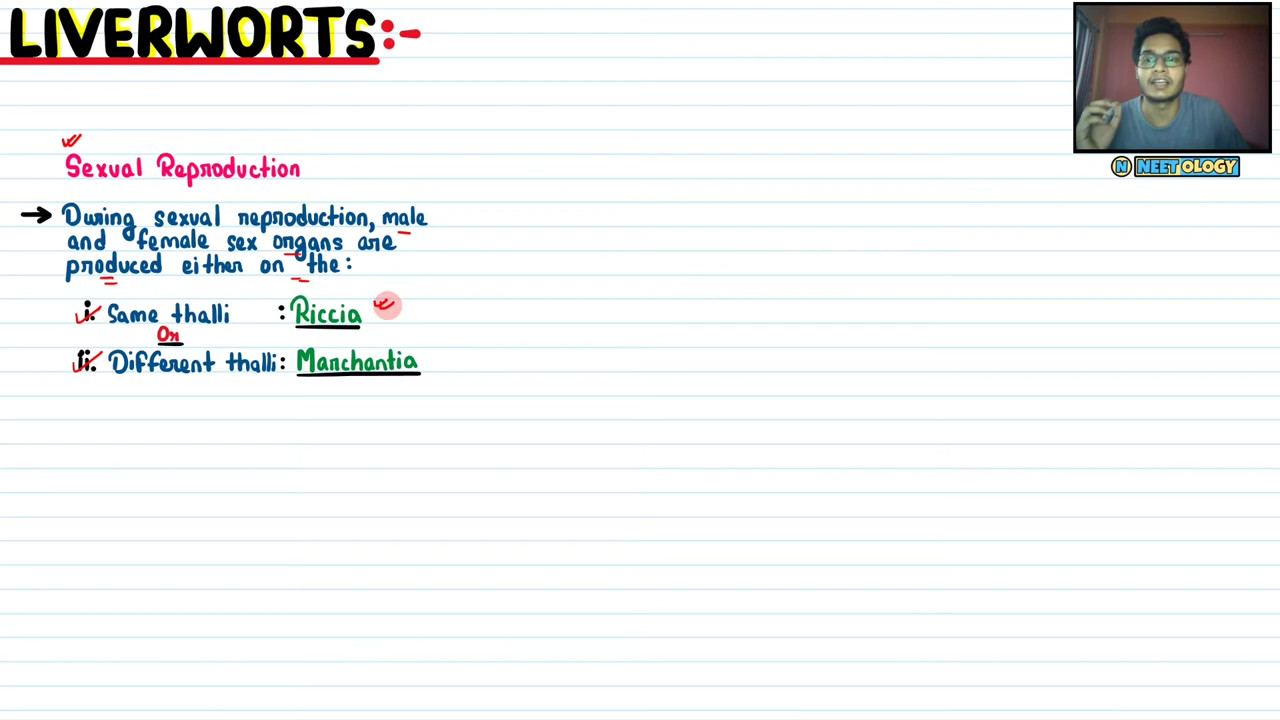 LIVERWORTS:-
Sexual Reproduction
→ During sexual reproduction, male
and female sex organs are
produced either on the:
i. Same thalli : Riccia
Or
ii. Different thalli: Marchantia
N NEETOLOGY